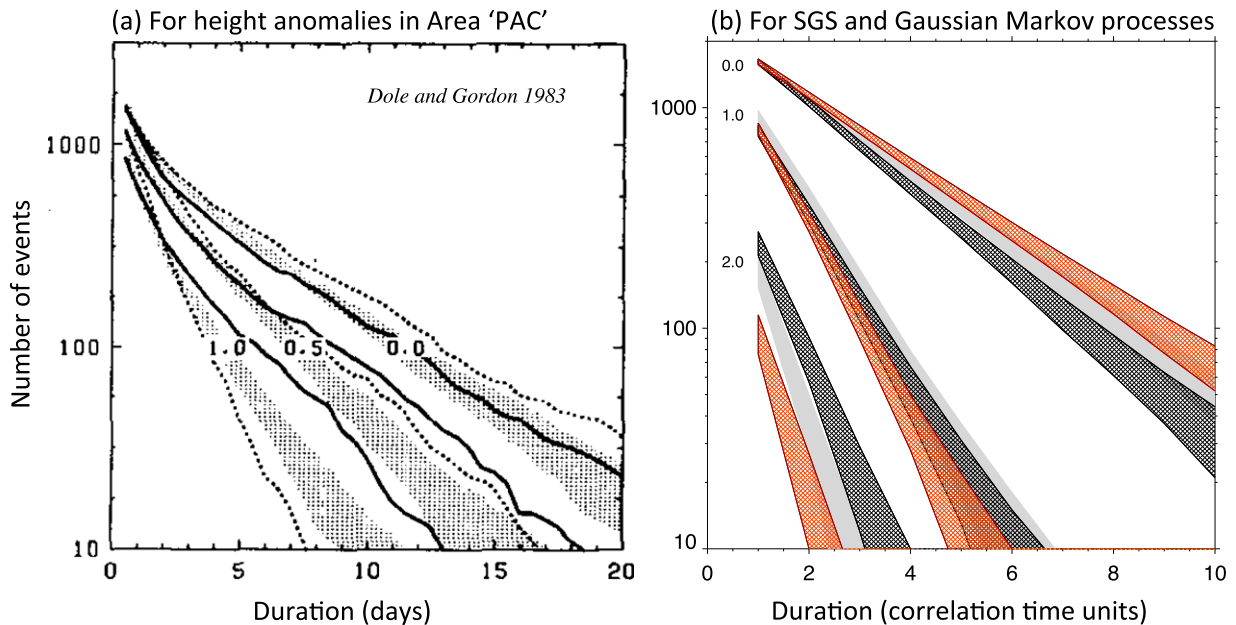 (a) For height anomalies in Area ‘PAC’
Dole and Gordon 1983
Number of events
1000
100
10
1.0 0.5 0.0
0 5 10 15 20
Duration (days)
(b) For SGS and Gaussian Markov processes
0.0
1000
1.0
2.0
100
10
0 2 4 6 8 10
Duration (correlation time units)